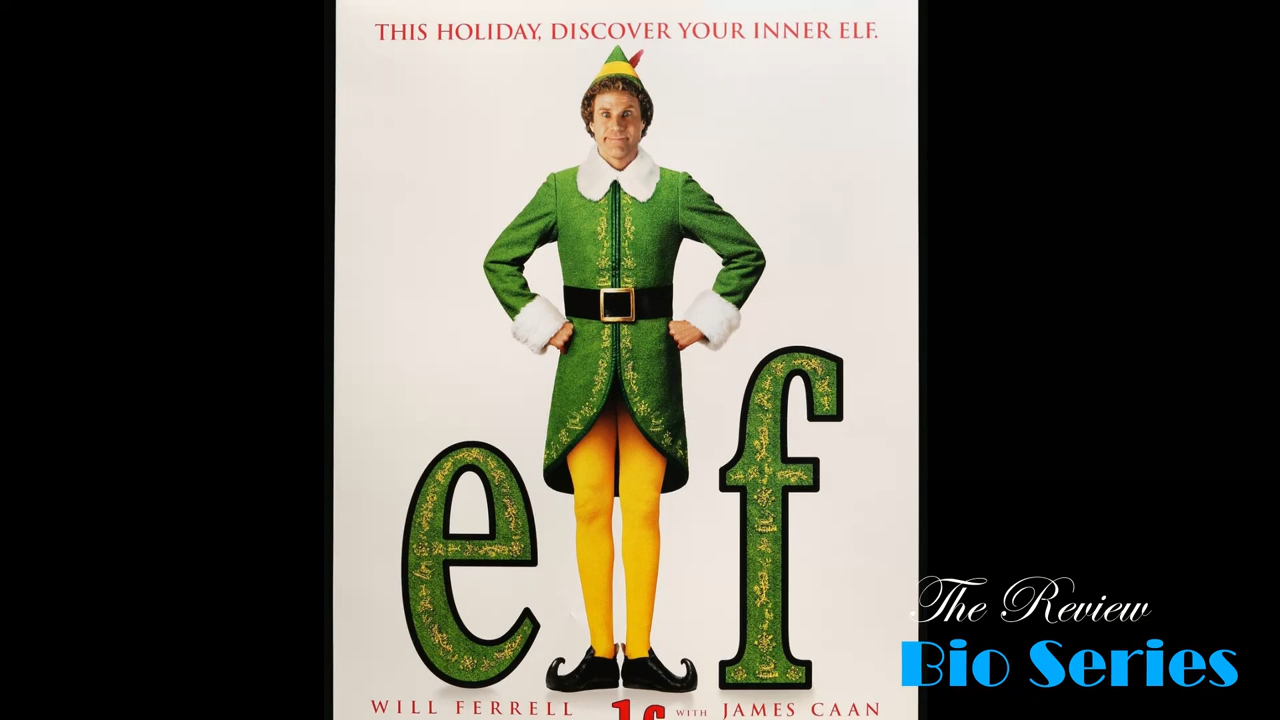 THIS HOLIDAY, DISCOVER YOUR INNER ELF.
elf
The Review
Bio Series
WILL FERRELL WITH JAMES CAAN